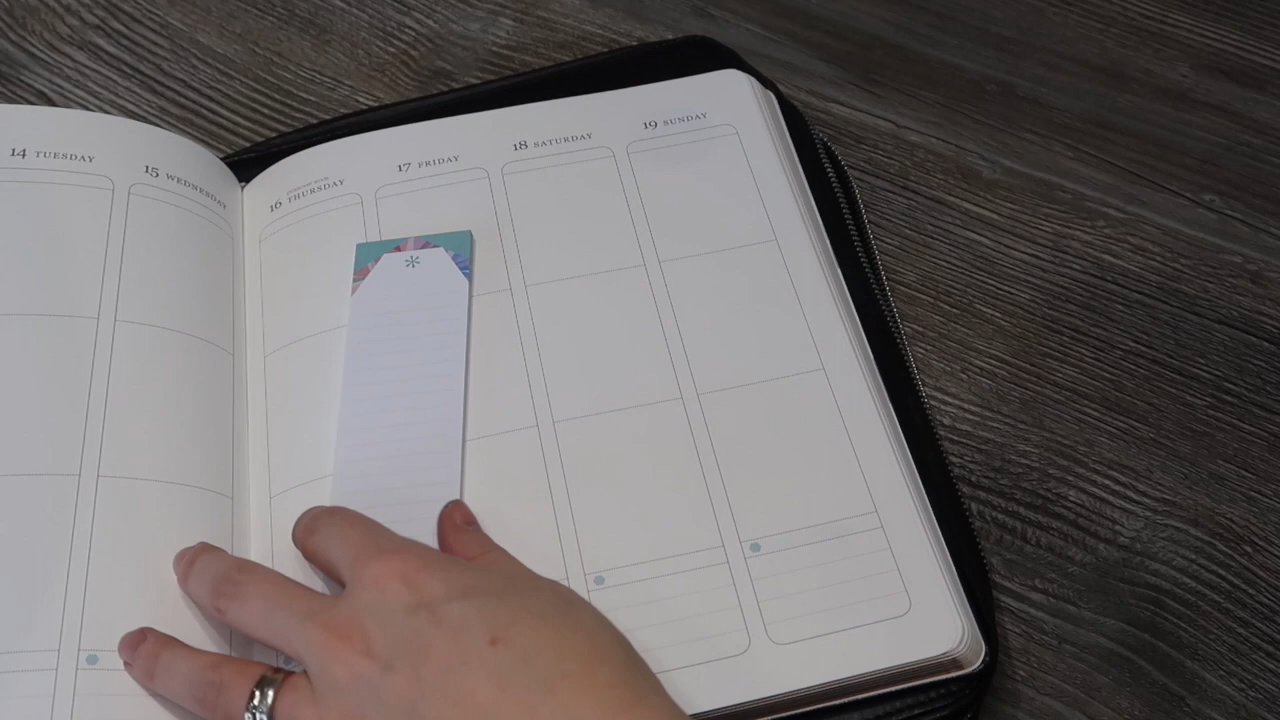 14 TUESDAY
15 WEDNESDAY
16 THURSDAY
17 FRIDAY
18 SATURDAY
19 SUNDAY